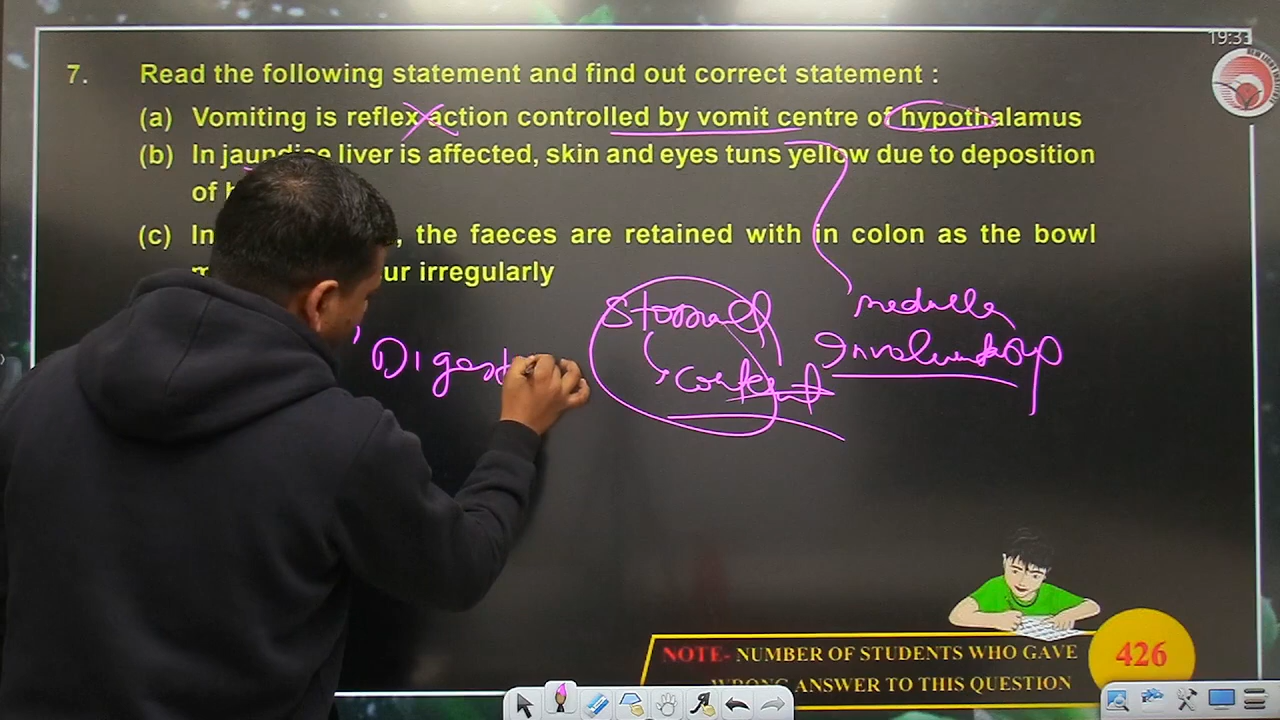 19:33
7. Read the following statement and find out correct statement :
(a) Vomiting is reflex action controlled by vomit centre of hypothalamus
(b) In jaundice liver is affected, skin and eyes tuns yellow due to deposition
of
(c) In , the faeces are retained with in colon as the bowl
ur irregularly
Stomach medulla
Digest content Involuntary
NOTE- NUMBER OF STUDENTS WHO GAVE
WRONG ANSWER TO THIS QUESTION
426